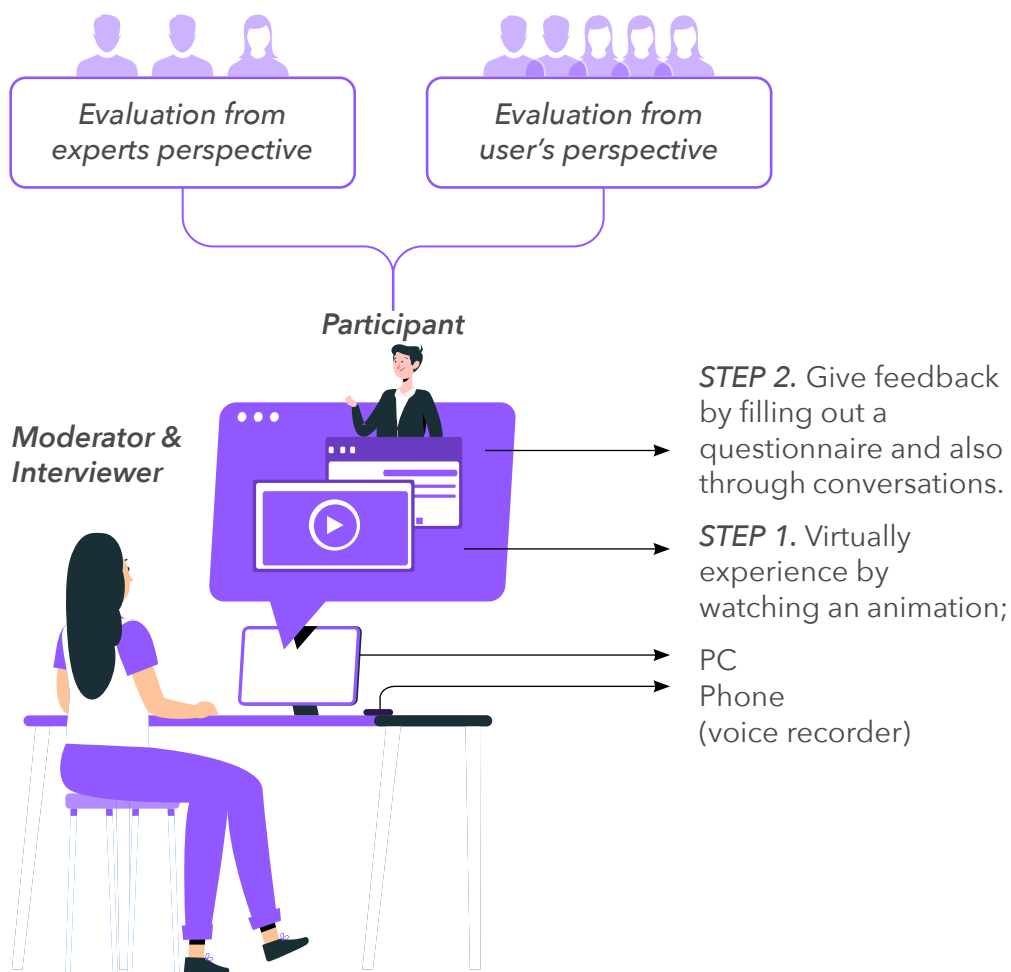 Evaluation from
experts perspective
Evaluation from
user's perspective
Participant
Moderator &
Interviewer
STEP 2. Give feedback
by filling out a
questionnaire and also
through conversations.
STEP 1. Virtually
experience by
watching an animation;
PC
Phone
(voice recorder)